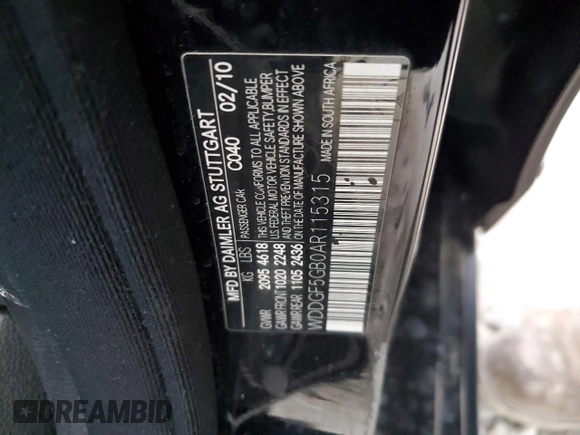 MFD BY DAIMLER AG STUTTGART
C040 02/10
KG LBS PASSENGER CAR
GVWR 2095 4618 THIS VEHICLE CONFORMS TO ALL APPLICABLE
GAWR FRONT 1020 2248 U.S. FEDERAL MOTOR VEHICLE SAFETY, BUMPER
GAWR REAR 1105 2436 AND THEFT PREVENTION STANDARDS IN EFFECT
ON THE DATE OF MANUFACTURE SHOWN ABOVE
WDDGF5GB0AR115315 MADE IN SOUTH AFRICA
DREAMBID